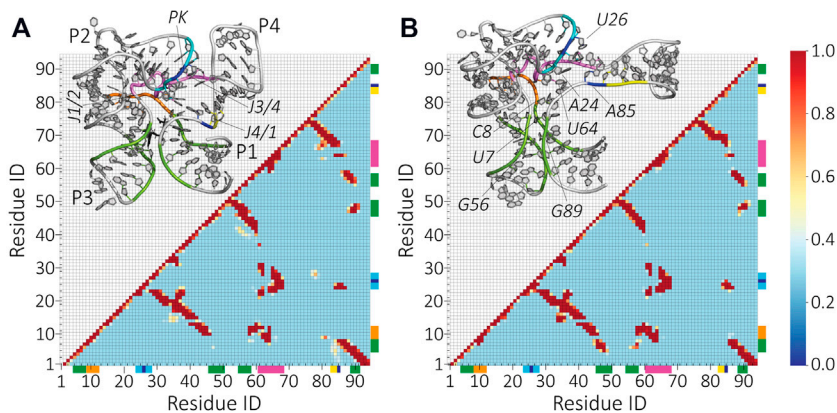 A
P2
PK
P4
J1/2
J3/4
J4/1
P1
P3
90
80
70
60
50
40
30
20
10
1
Residue ID
1 10 20 30 40 50 60 70 80 90
Residue ID
B
U26
A24
A85
C8
U64
U7
G56
G89
90
80
70
60
50
40
30
20
10
1
Residue ID
1 10 20 30 40 50 60 70 80 90
Residue ID
1.0
0.8
0.6
0.4
0.2
0.0